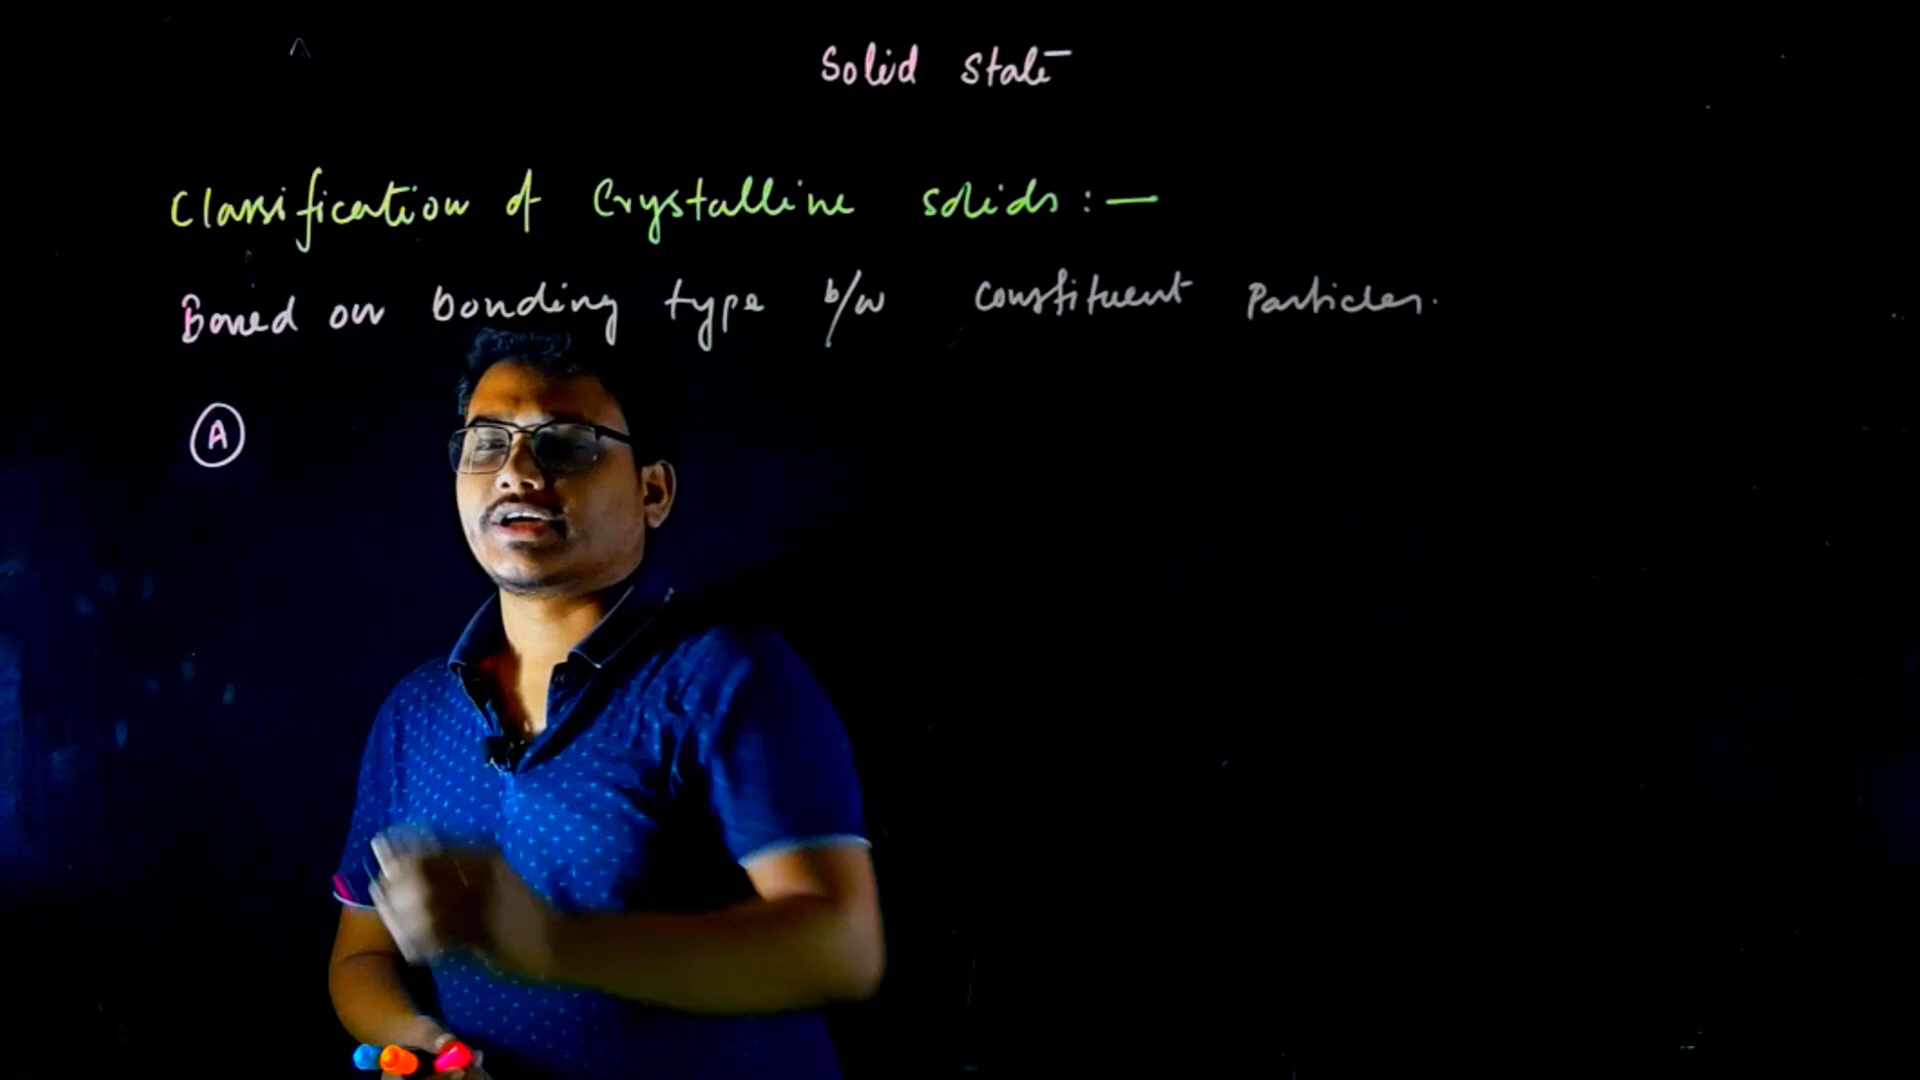 Solid State
Classification of Crystalline solids:—
Based on bonding type b/w constituent Particles.
A